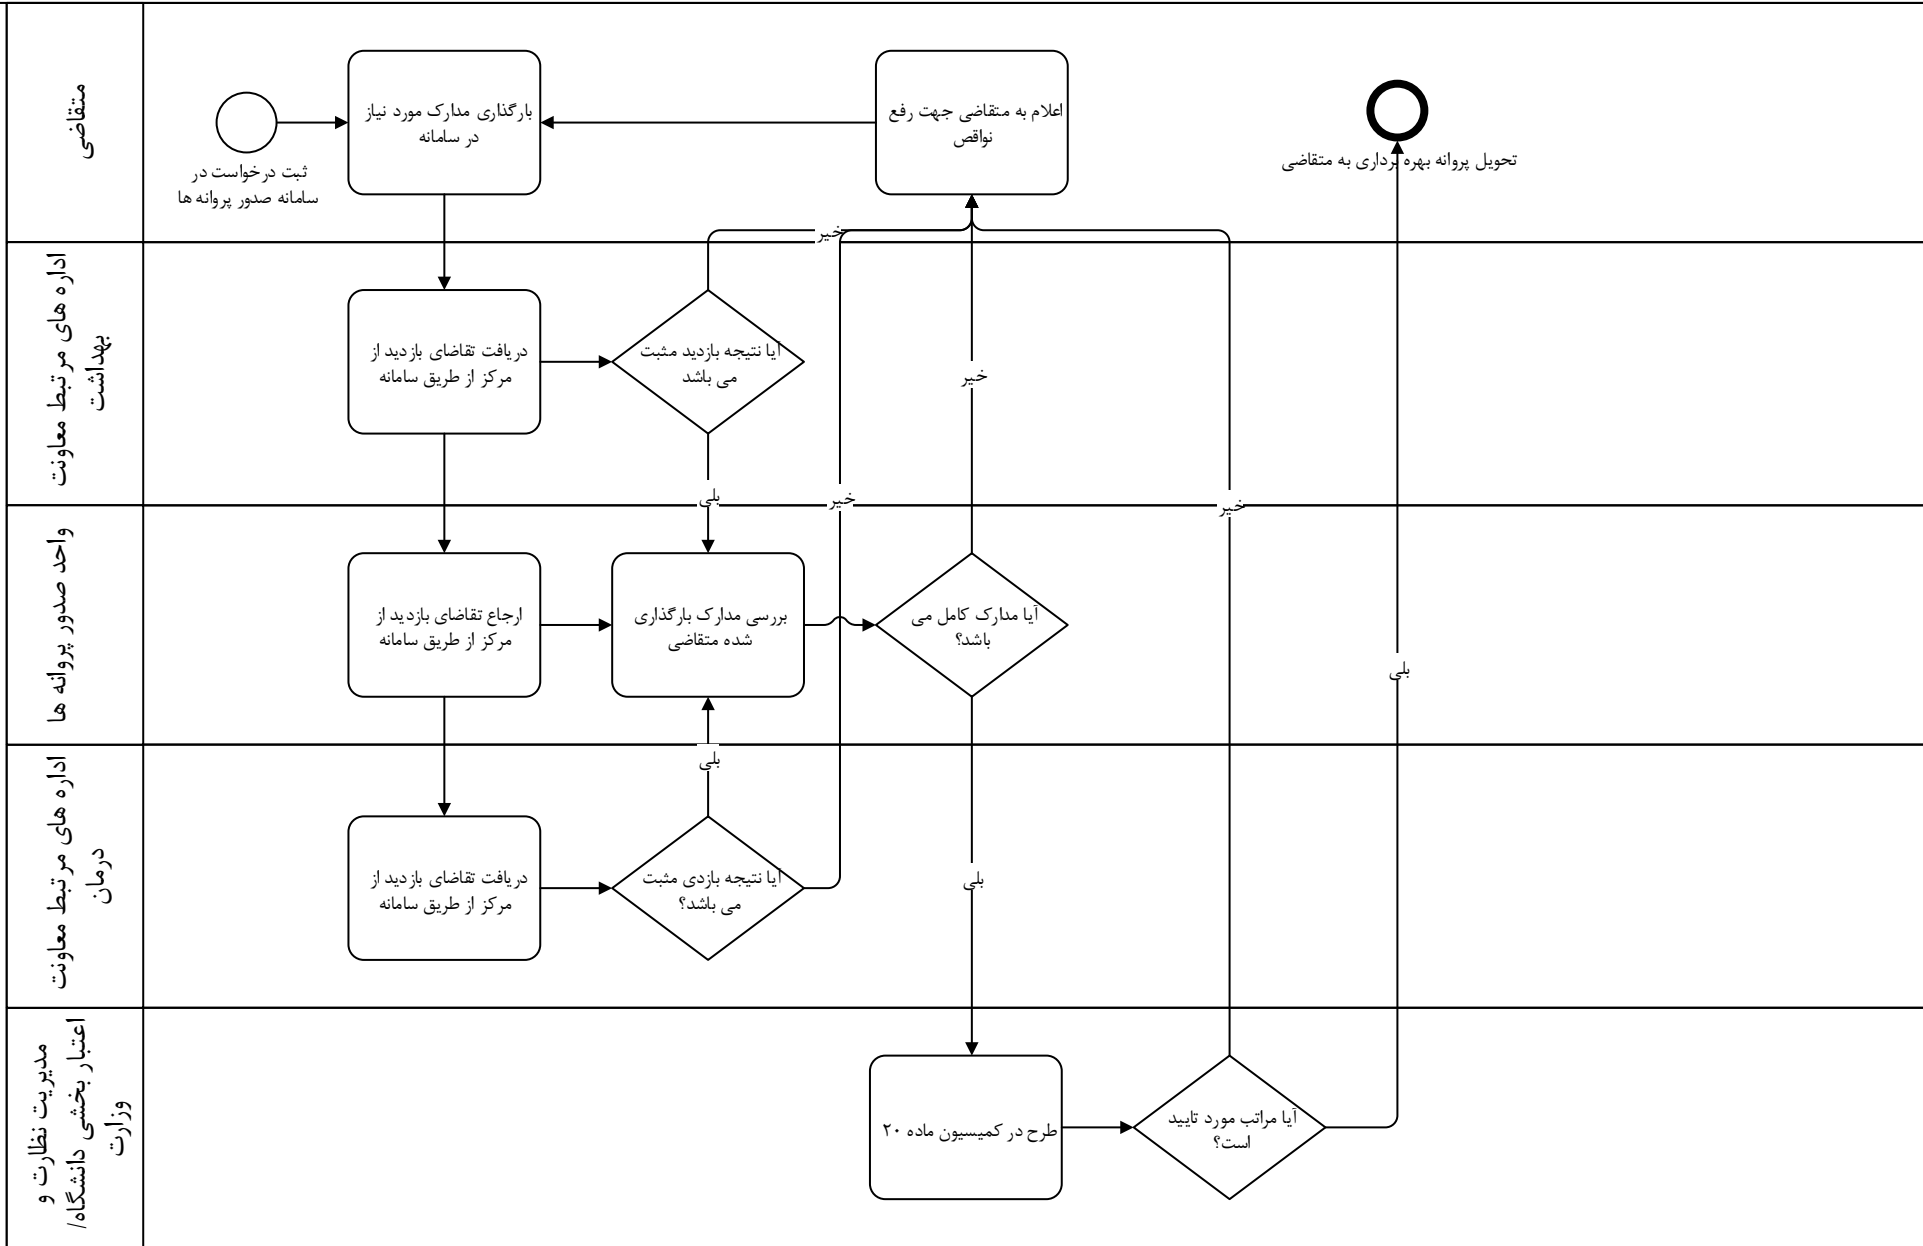 متقاضی
ثبت درخواست در
سامانه صدور پروانه ها
بارگذاری مدارک مورد نیاز
در سامانه
اعلام به متقاضی جهت رفع
نواقص
تحویل پروانه بهره برداری به متقاضی
خیر
اداره های مرتبط معاونت
بهداشت
دریافت تقاضای بازدید از
مرکز از طریق سامانه
آیا نتیجه بازدید مثبت
می باشد
خیر
بلی
خیر
خیر
واحد صدور پروانه ها
ارجاع تقاضای بازدید از
مرکز از طریق سامانه
بررسی مدارک بارگذاری
شده متقاضی
آیا مدارک کامل می
باشد؟
بلی
اداره های مرتبط معاونت
درمان
بلی
دریافت تقاضای بازدید از
مرکز از طریق سامانه
آیا نتیجه بازدی مثبت
می باشد؟
بلی
مدیریت نظارت و
اعتبار بخشی دانشگاه/
وزارت
طرح در کمیسیون ماده ۲۰
آیا مراتب مورد تایید
است؟